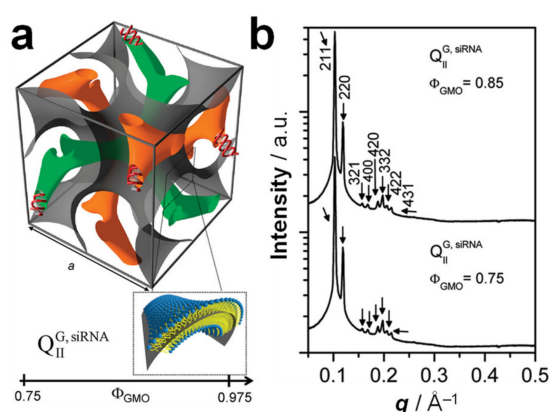 a
a
Q_II^G, siRNA
0.75 Φ_GMO 0.975
b
Intensity / a.u.
211
220
321
400
420
332
422
431
Q_II^G, siRNA
Φ_GMO = 0.85
Q_II^G, siRNA
Φ_GMO = 0.75
0.1 0.2 0.3 0.4 0.5
q / Å⁻¹